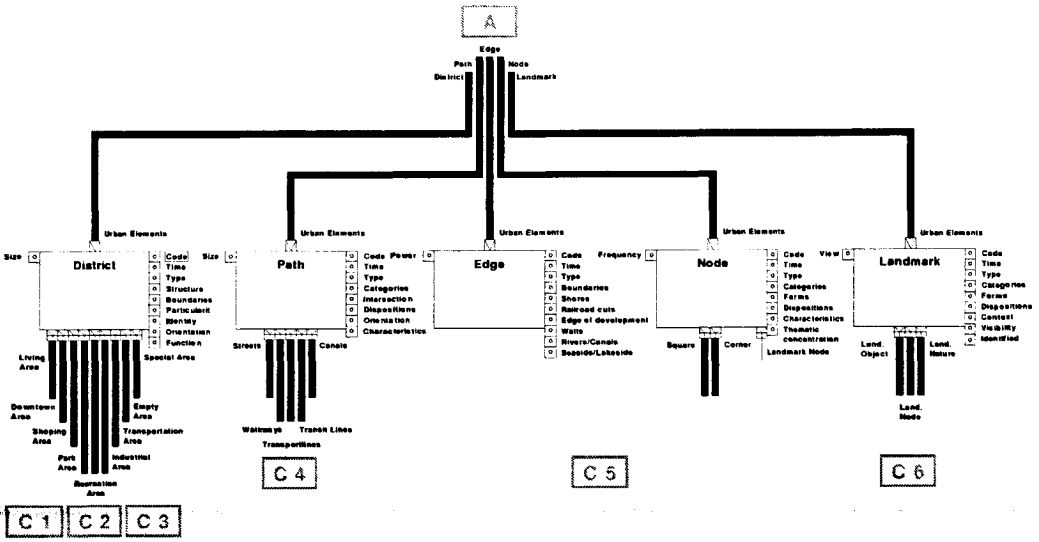 A
Edge
Path
Node
District
Landmark
Urban Elements
Urban Elements
Urban Elements
Urban Elements
Urban Elements
Size
District
Code
Time
Type
Structure
Boundaries
Particularit
Identity
Orientation
Function
Size
Path
Code
Time
Type
Categories
Intersection
Dispositions
Orientation
Characteristics
Power
Edge
Code
Time
Type
Boundaries
Shores
Railroad cuts
Edge of development
Walls
Rivers/Canals
Seaside/Lakeside
Frequency
Node
Code
Time
Type
Categories
Forms
Dispositions
Characteristics
Thematic
concentration
View
Landmark
Code
Time
Type
Categories
Forms
Dispositions
Context
Visibility
Identified
Living
Area
Special Area
Downtown
Area
Empty
Area
Shoping
Area
Transportation
Area
Park
Area
Industrial
Area
Recreation
Area
Streets
Canals
Walkways
Transit Lines
Transportlines
Square
Corner
Landmark Node
Land.
Object
Land.
Nature
Land.
Node
C 4
C 5
C 6
C 1
C 2
C 3